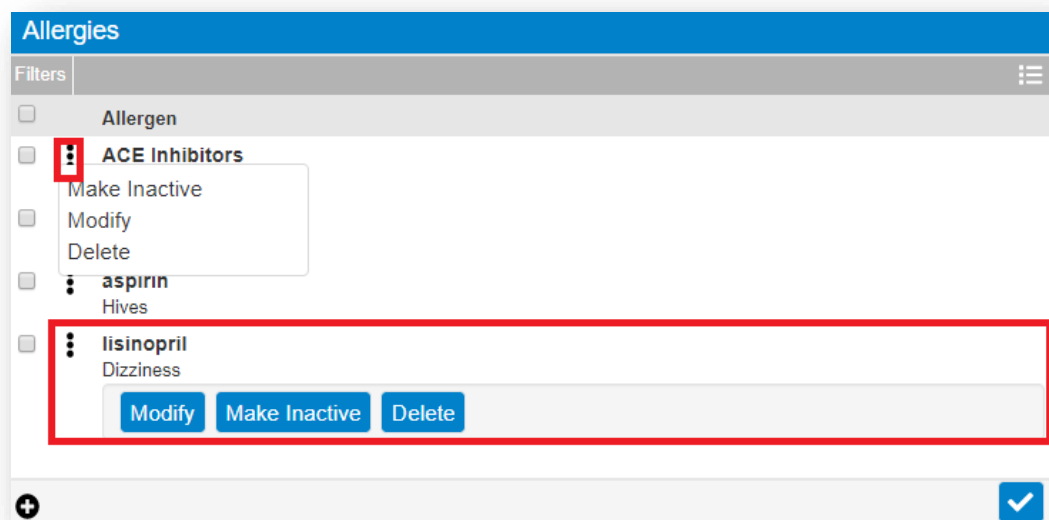 Allergies
Filters
Allergen
ACE Inhibitors
Make Inactive
Modify
Delete
aspirin
Hives
lisinopril
Dizziness
Modify Make Inactive Delete